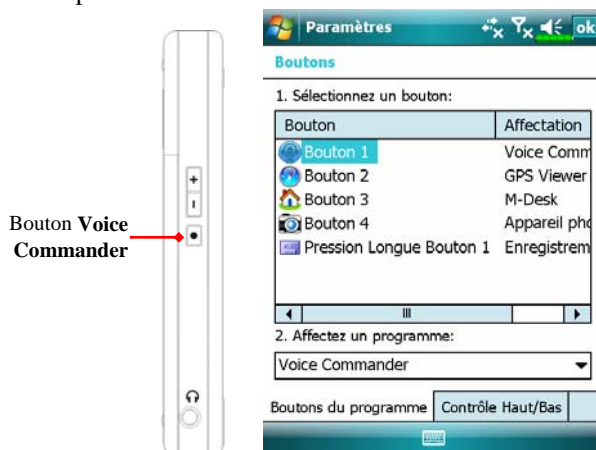 Bouton Voice
Commander
+
-
Paramètres
ok
Boutons
1. Sélectionnez un bouton:
Bouton Affectation
Bouton 1 Voice Comm
Bouton 2 GPS Viewer
Bouton 3 M-Desk
Bouton 4 Appareil pho
Pression Longue Bouton 1 Enregistrem
2. Affectez un programme:
Voice Commander
Boutons du programme Contrôle Haut/Bas